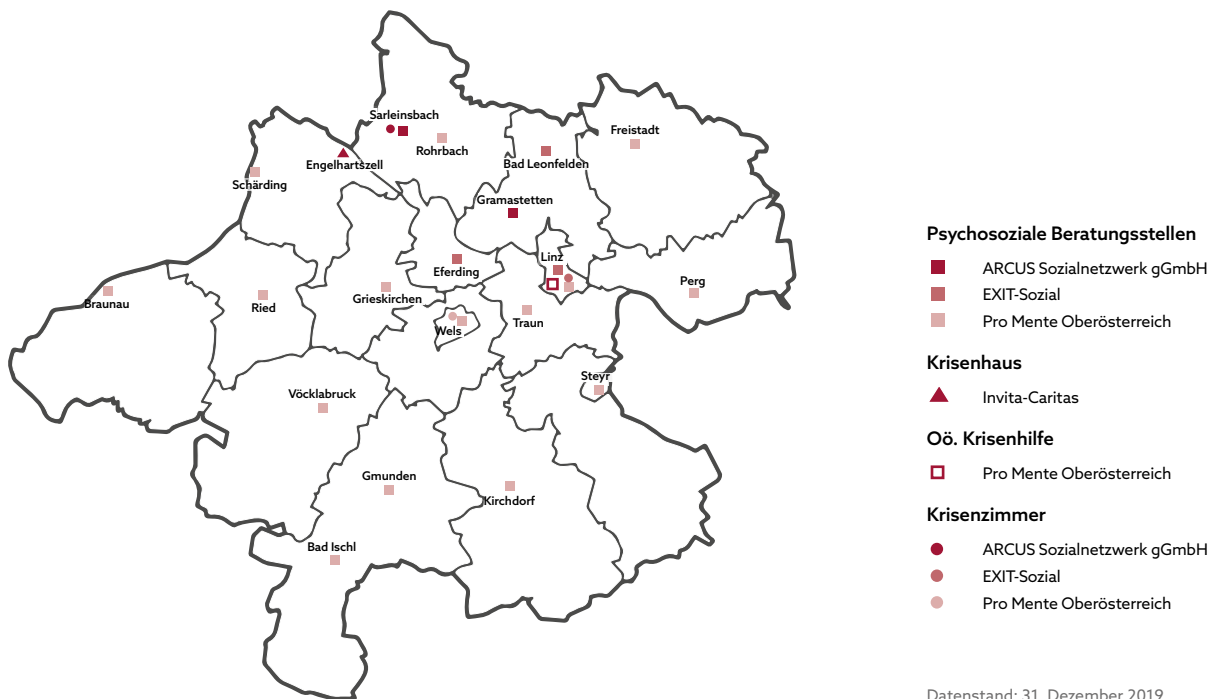 Sarleinsbach
Rohrbach
Freistadt
Engelhartszell
Bad Leonfelden
Schärding
Gramastetten
Linz
Eferding
Perg
Braunau
Ried
Grieskirchen
Wels
Traun
Steyr
Vöcklabruck
Gmunden
Kirchdorf
Bad Ischl
Psychosoziale Beratungsstellen
ARCUS Sozialnetzwerk gGmbH
EXIT-Sozial
Pro Mente Oberösterreich
Krisenhaus
Invita-Caritas
Oö. Krisenhilfe
Pro Mente Oberösterreich
Krisenzimmer
ARCUS Sozialnetzwerk gGmbH
EXIT-Sozial
Pro Mente Oberösterreich
Datenstand: 31. Dezember 2019